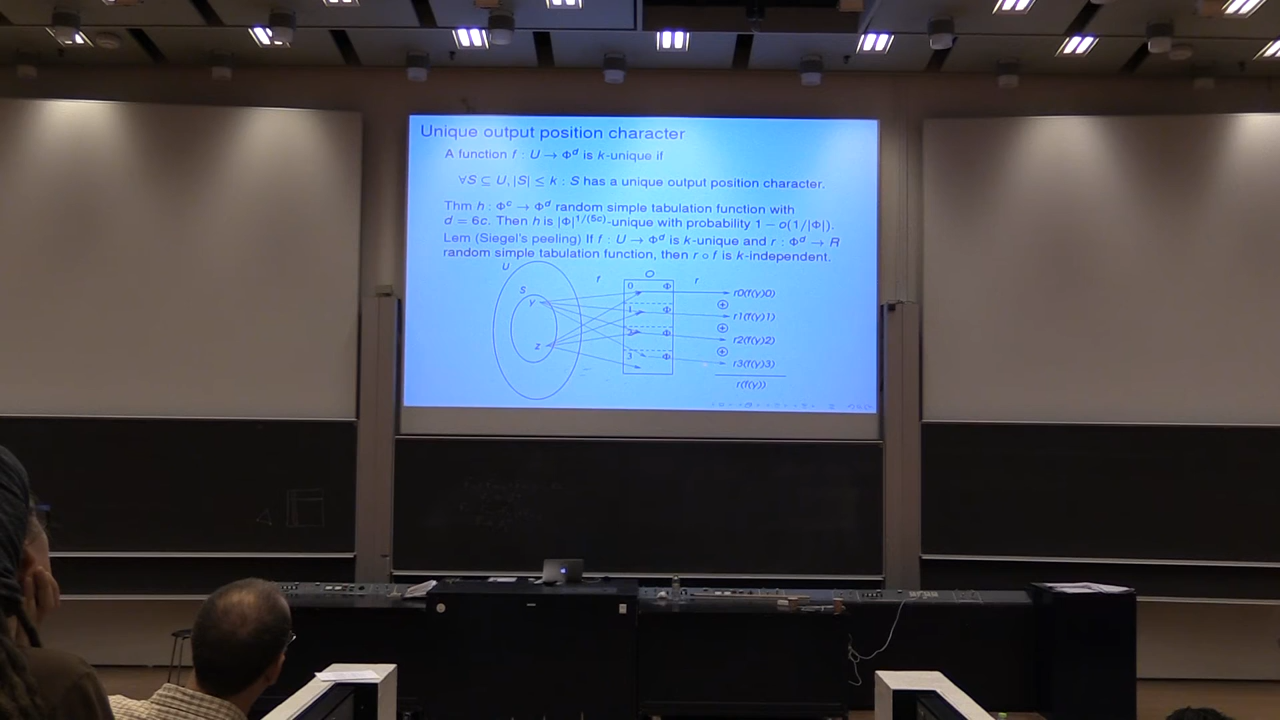 Unique output position character
A function f : U → Φ^d is k-unique if
∀S ⊆ U, |S| ≤ k : S has a unique output position character.
Thm h : Φ^c → Φ^d random simple tabulation function with
d = 6c. Then h is |Φ|^{1/(5c)}-unique with probability 1 − o(1/|Φ|).
Lem (Siegel's peeling) If f : U → Φ^d is k-unique and r : Φ^d → R
random simple tabulation function, then r ∘ f is k-independent.
U f O r
S
y 0 Φ r0(f(y)0)
⊕
1 Φ r1(f(y)1)
⊕
z 2 Φ r2(f(y)2)
⊕
3 Φ r3(f(y)3)
r(f(y))